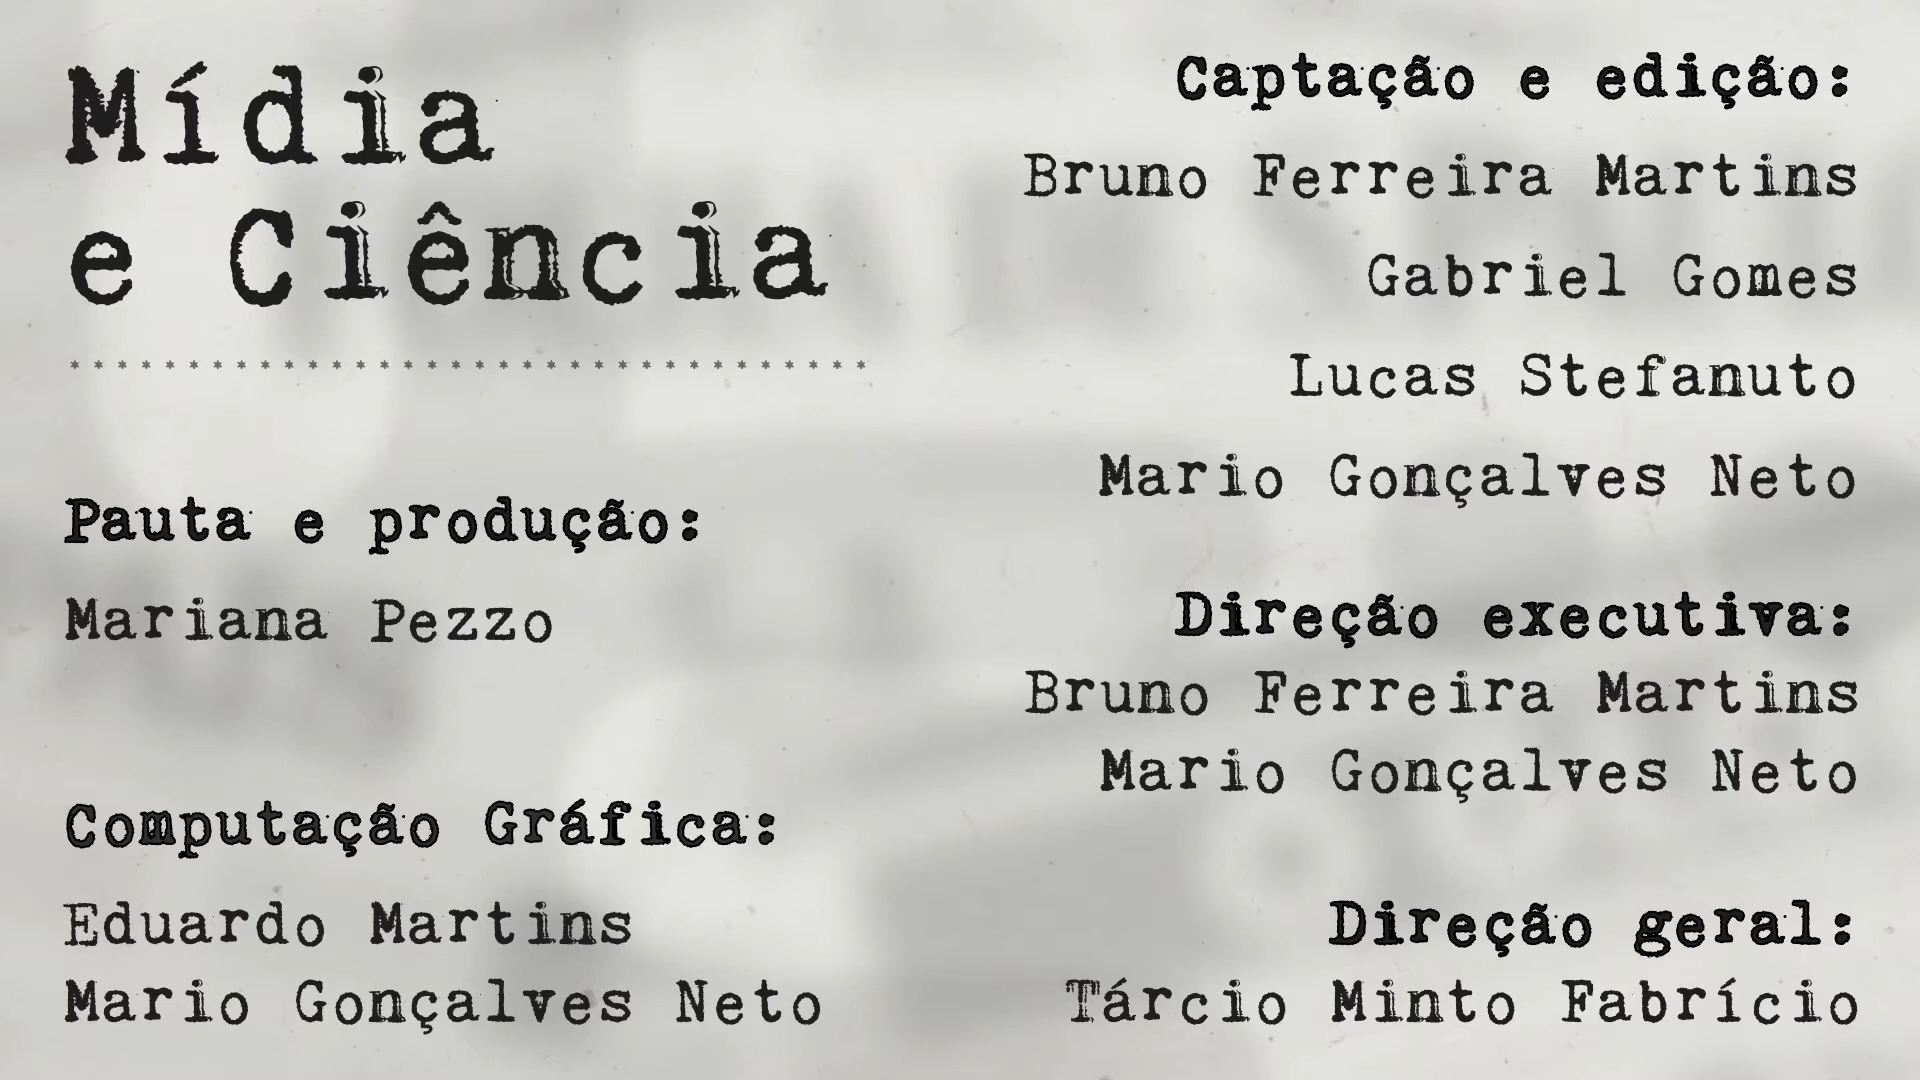 Mídia
e Ciência
Pauta e produção:
Mariana Pezzo
Computação Gráfica:
Eduardo Martins
Mario Gonçalves Neto
Captação e edição:
Bruno Ferreira Martins
Gabriel Gomes
Lucas Stefanuto
Mario Gonçalves Neto
Direção executiva:
Bruno Ferreira Martins
Mario Gonçalves Neto
Direção geral:
Tárcio Minto Fabrício